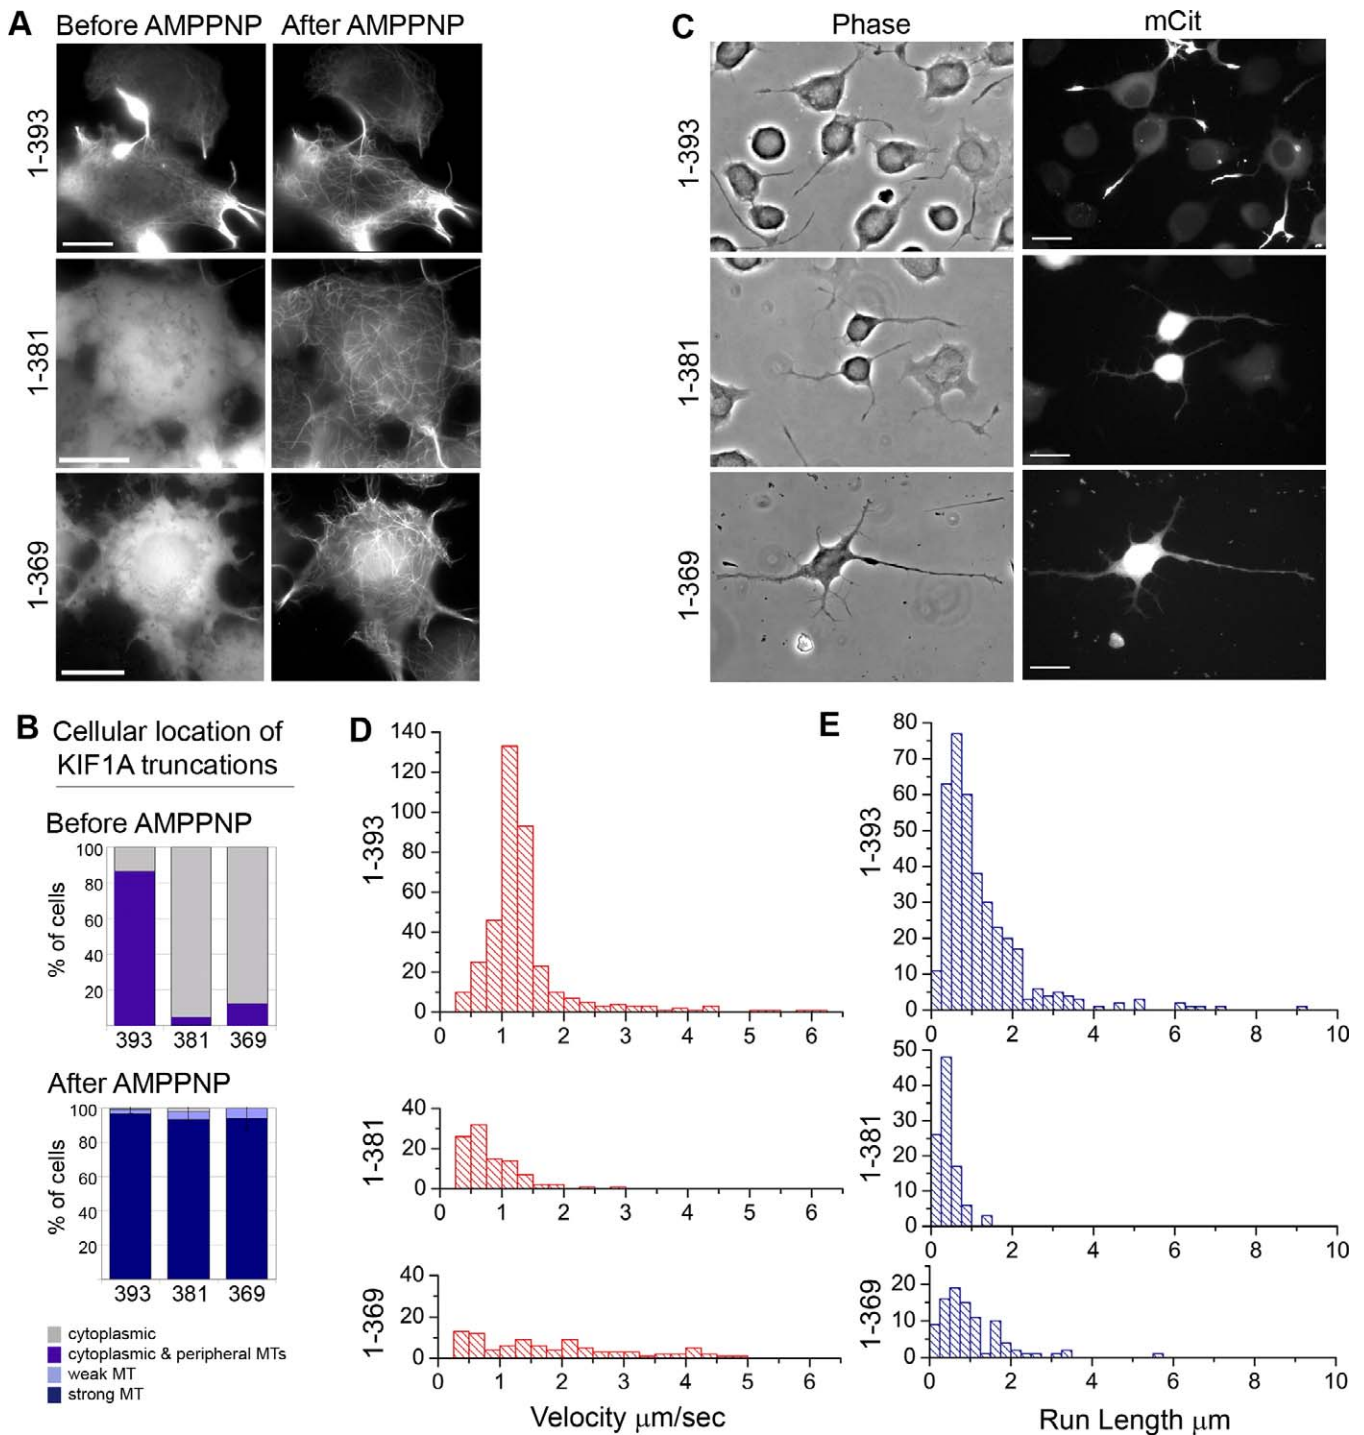 A
Before AMPPNP After AMPPNP
1-393
1-381
1-369
C
Phase mCit
1-393
1-381
1-369
B Cellular location of
KIF1A truncations
Before AMPPNP
100
80
60
40
20
% of cells
393 381 369
After AMPPNP
100
80
60
40
20
% of cells
393 381 369
cytoplasmic
cytoplasmic & peripheral MTs
weak MT
strong MT
D
140
120
100
80
60
40
20
0
1-393
0 1 2 3 4 5 6
40
20
0
1-381
0 1 2 3 4 5 6
40
20
0
1-369
0 1 2 3 4 5 6
Velocity μm/sec
E
80
70
60
50
40
30
20
10
0
1-393
0 2 4 6 8 10
50
40
30
20
10
0
1-381
0 2 4 6 8 10
20
10
0
1-369
0 2 4 6 8 10
Run Length μm